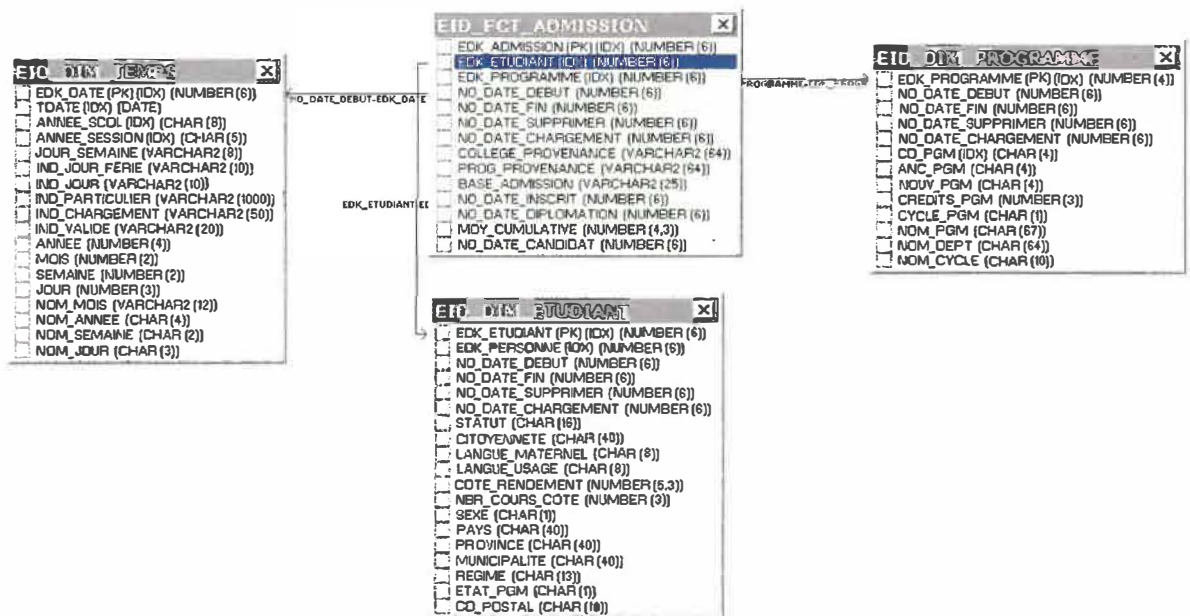 EID_FCT_ADMISSION
EDK_ADMISSION (PK) (IDX) (NUMBER (6))
EDK_ETUDIANT (IDX) (NUMBER (6))
EDK_PROGRAMME (IDX) (NUMBER (6))
NO_DATE_DEBUT (NUMBER (6))
NO_DATE_FIN (NUMBER (6))
NO_DATE_SUPPRIMER (NUMBER (6))
NO_DATE_CHARGEMENT (NUMBER (6))
COLLEGE_PROVENANCE (VARCHAR2 (64))
PROG_PROVENANCE (VARCHAR2 (64))
BASE_ADMISSION (VARCHAR2 (25))
NO_DATE_INSCRIT (NUMBER (6))
NO_DATE_DIPLOMATION (NUMBER (6))
MOY_CUMULATIVE (NUMBER (4,3))
NO_DATE_CANDIDAT (NUMBER (6))
EID_DIM_TEMPS
EDK_DATE (PK) (IDX) (NUMBER (6))
TDATE (IDX) (DATE)
ANNEE_SCOL (IDX) (CHAR (8))
ANNEE_SESSION (IDX) (CHAR (5))
JOUR_SEMAINE (VARCHAR2 (8))
IND_JOUR_FERIE (VARCHAR2 (10))
IND_JOUR (VARCHAR2 (10))
IND_PARTICULIER (VARCHAR2 (1000))
IND_CHARGEMENT (VARCHAR2 (50))
IND_VALIDE (VARCHAR2 (20))
ANNEE (NUMBER (4))
MOIS (NUMBER (2))
SEMAINE (NUMBER (2))
JOUR (NUMBER (3))
NOM_MOIS (VARCHAR2 (12))
NOM_ANNEE (CHAR (4))
NOM_SEMAINE (CHAR (2))
NOM_JOUR (CHAR (3))
NO_DATE_DEBUT-EDK_DATE
EDK_ETUDIANT
EID_DIM_PROGRAMME
EDK_PROGRAMME (PK) (IDX) (NUMBER (4))
NO_DATE_DEBUT (NUMBER (6))
NO_DATE_FIN (NUMBER (6))
NO_DATE_SUPPRIMER (NUMBER (6))
NO_DATE_CHARGEMENT (NUMBER (6))
CO_PGM (IDX) (CHAR (4))
ANC_PGM (CHAR (4))
NOUV_PGM (CHAR (4))
CREDITS_PGM (NUMBER (3))
CYCLE_PGM (CHAR (1))
NOM_PGM (CHAR (67))
NOM_DEPT (CHAR (64))
NOM_CYCLE (CHAR (10))
EID_DIM_ETUDIANT
EDK_ETUDIANT (PK) (IDX) (NUMBER (6))
EDK_PERSONNE (IDX) (NUMBER (6))
NO_DATE_DEBUT (NUMBER (6))
NO_DATE_FIN (NUMBER (6))
NO_DATE_SUPPRIMER (NUMBER (6))
NO_DATE_CHARGEMENT (NUMBER (6))
STATUT (CHAR (16))
CITOYENNETE (CHAR (40))
LANGUE_MATERNEL (CHAR (8))
LANGUE_USAGE (CHAR (8))
COTE_RENDEMENT (NUMBER (5,3))
NBR_COURS_COTE (NUMBER (3))
SEXE (CHAR (1))
PAYS (CHAR (40))
PROVINCE (CHAR (40))
MUNICIPALITE (CHAR (40))
REGIME (CHAR (13))
ETAT_PGM (CHAR (1))
CO_POSTAL (CHAR (10))